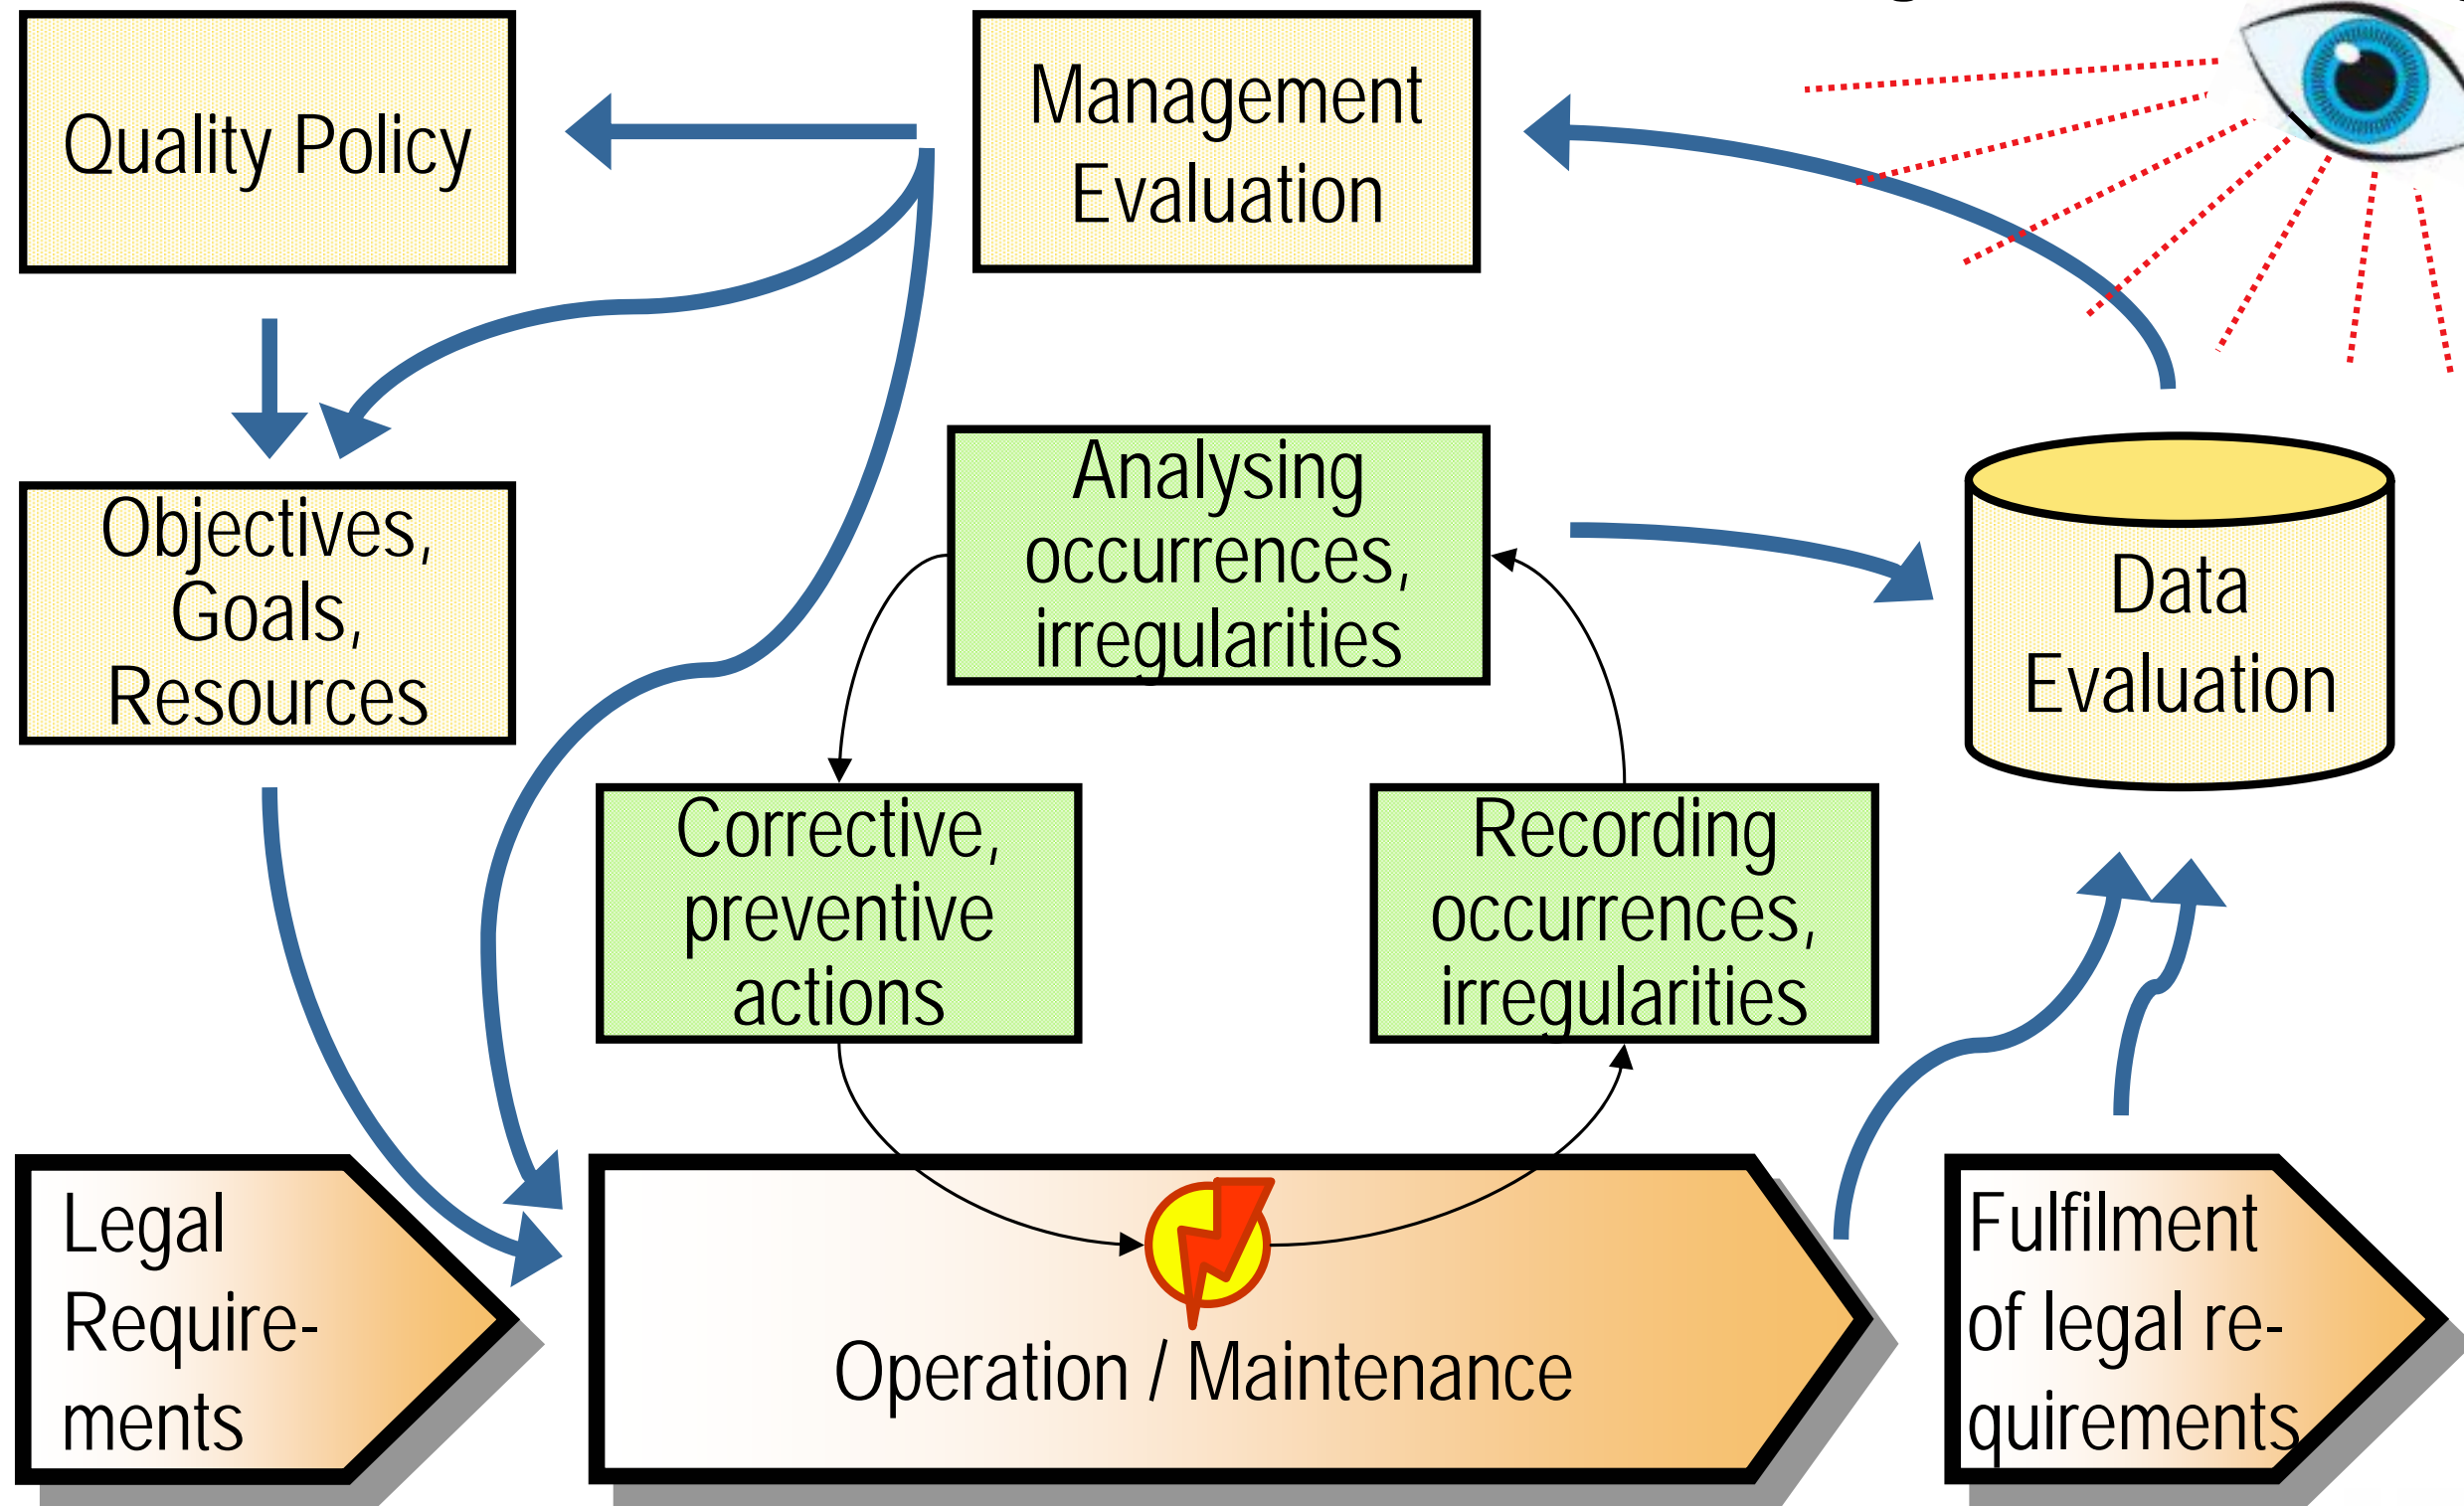 Quality Policy
Management
Evaluation
Objectives,
Goals,
Resources
Analysing
occurrences,
irregularities
Data
Evaluation
Corrective,
preventive
actions
Recording
occurrences,
irregularities
Legal
Require-
ments
Operation / Maintenance
Fulfilment
of legal re-
quirements